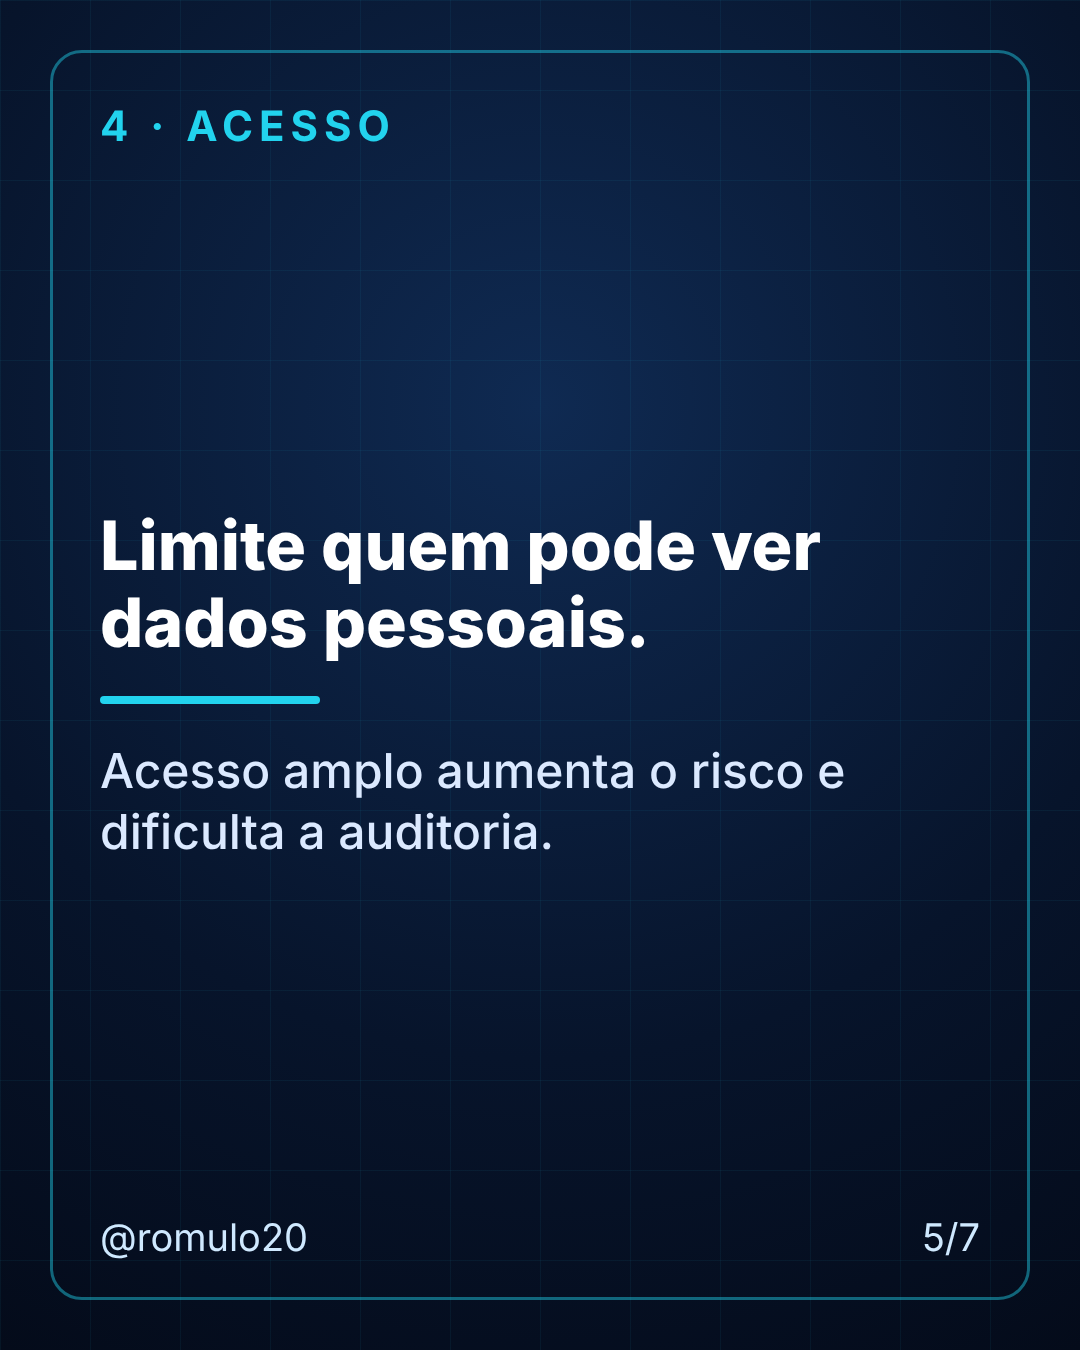 4 · ACESSO
Limite quem pode ver
dados pessoais.
Acesso amplo aumenta o risco e
dificulta a auditoria.
@romulo20
5/7